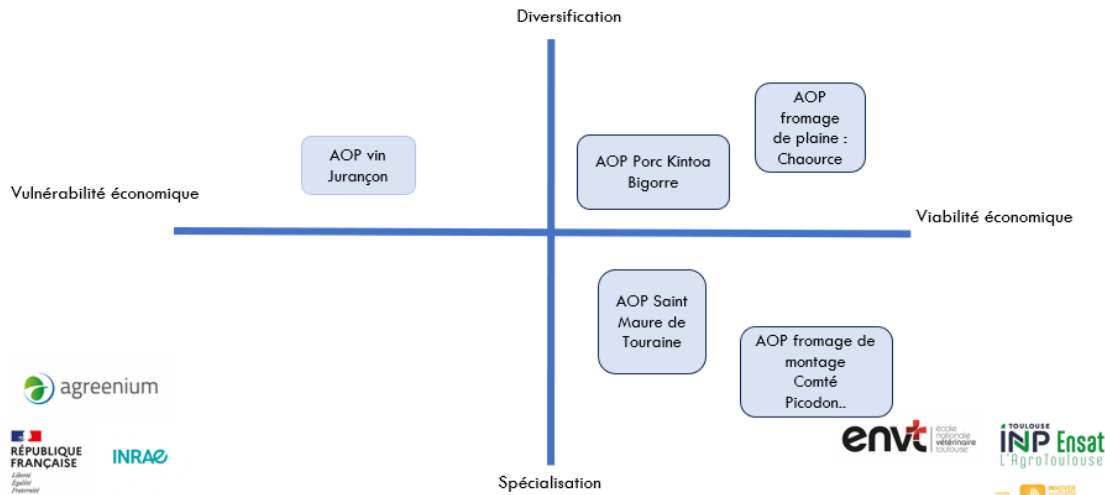 Diversification
AOP
fromage
de plaine :
Chaource
AOP vin
Jurançon
AOP Porc Kintoa
Bigorre
Vulnérabilité économique
Viabilité économique
AOP Saint
Maure de
Touraine
AOP fromage de
montage
Comté
Picodon..
agreenium
RÉPUBLIQUE
FRANÇAISE
Liberté
Égalité
Fraternité
INRAE
envt
école
nationale
vétérinaire
toulouse
TOULOUSE
INP Ensat
L'AgroToulouse
Spécialisation